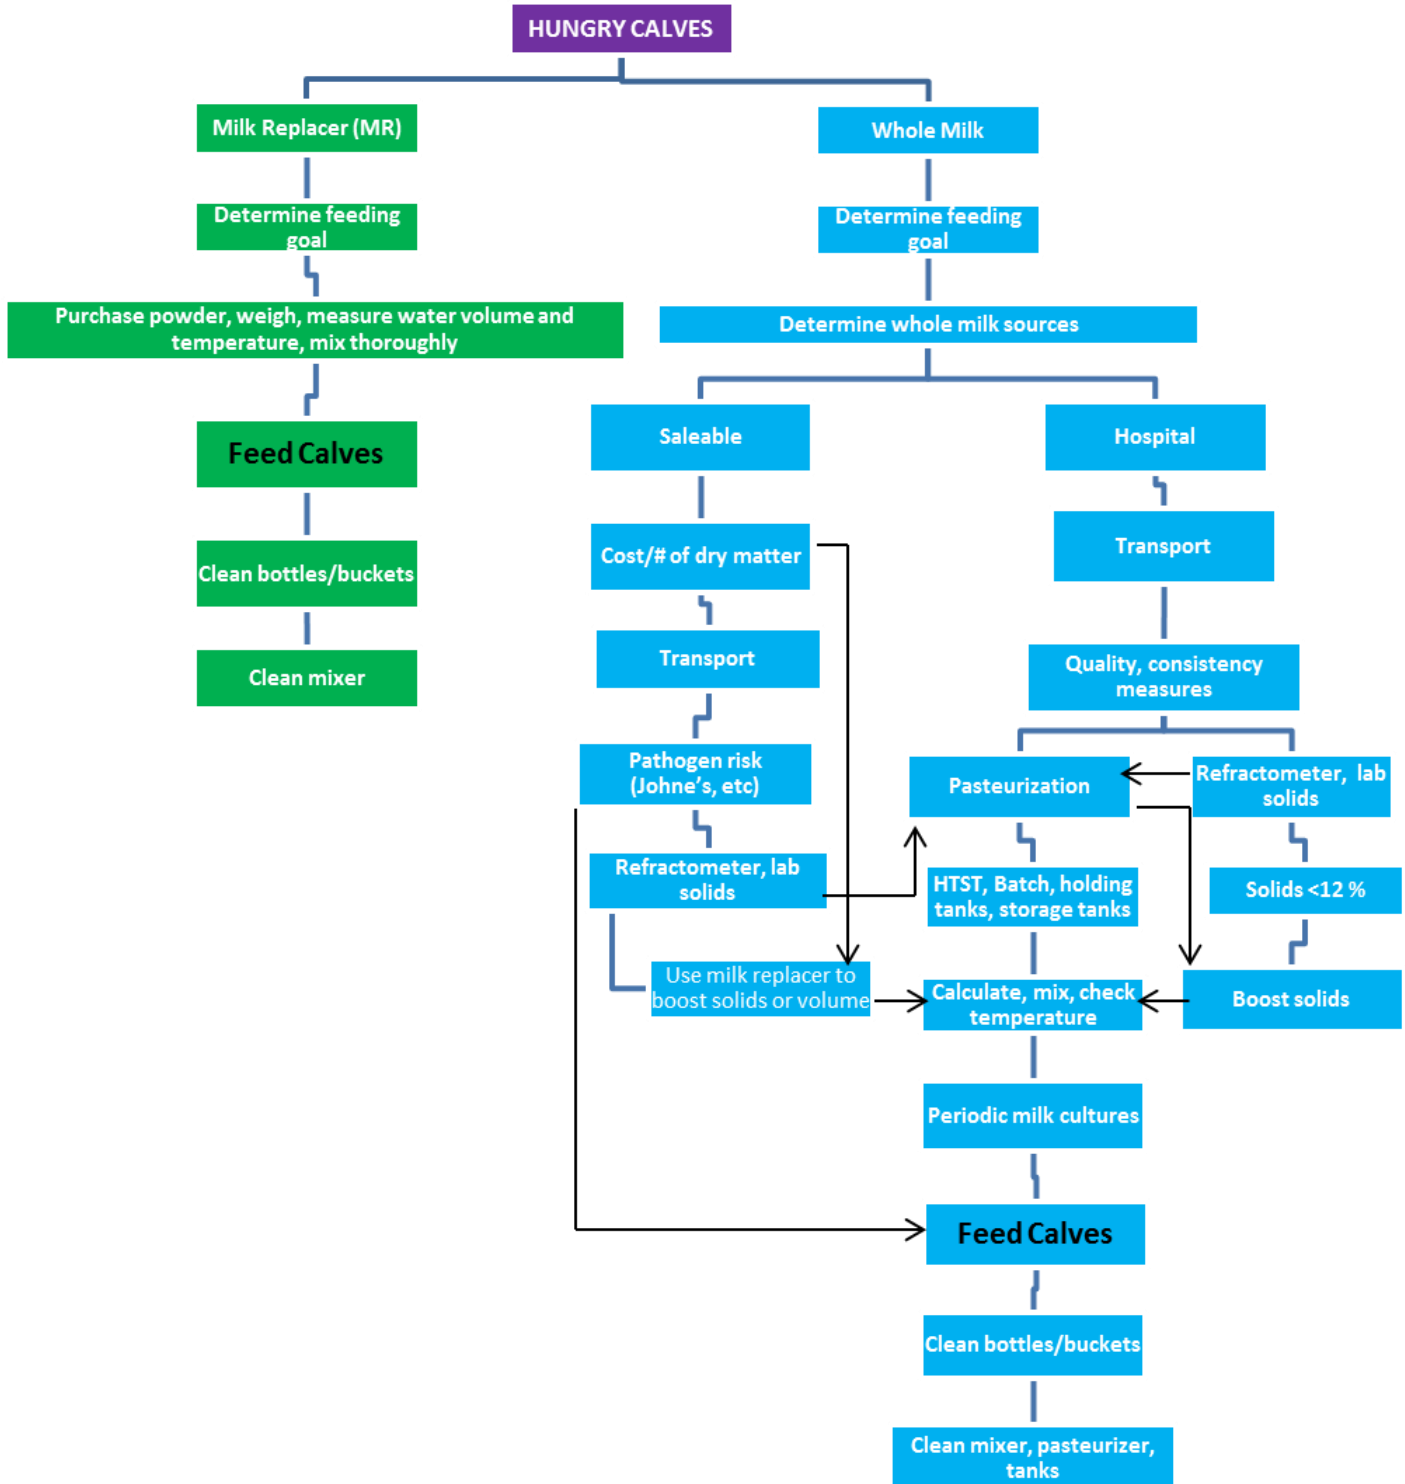 HUNGRY CALVES
Milk Replacer (MR)
Determine feeding
goal
Purchase powder, weigh, measure water volume and
temperature, mix thoroughly
Feed Calves
Clean bottles/buckets
Clean mixer
Whole Milk
Determine feeding
goal
Determine whole milk sources
Saleable
Cost/# of dry matter
Transport
Pathogen risk
(Johne's, etc)
Refractometer, lab
solids
Use milk replacer to
boost solids or volume
Hospital
Transport
Quality, consistency
measures
Pasteurization
HTST, Batch, holding
tanks, storage tanks
Refractometer, lab
solids
Solids <12 %
Boost solids
Calculate, mix, check
temperature
Periodic milk cultures
Feed Calves
Clean bottles/buckets
Clean mixer, pasteurizer,
tanks